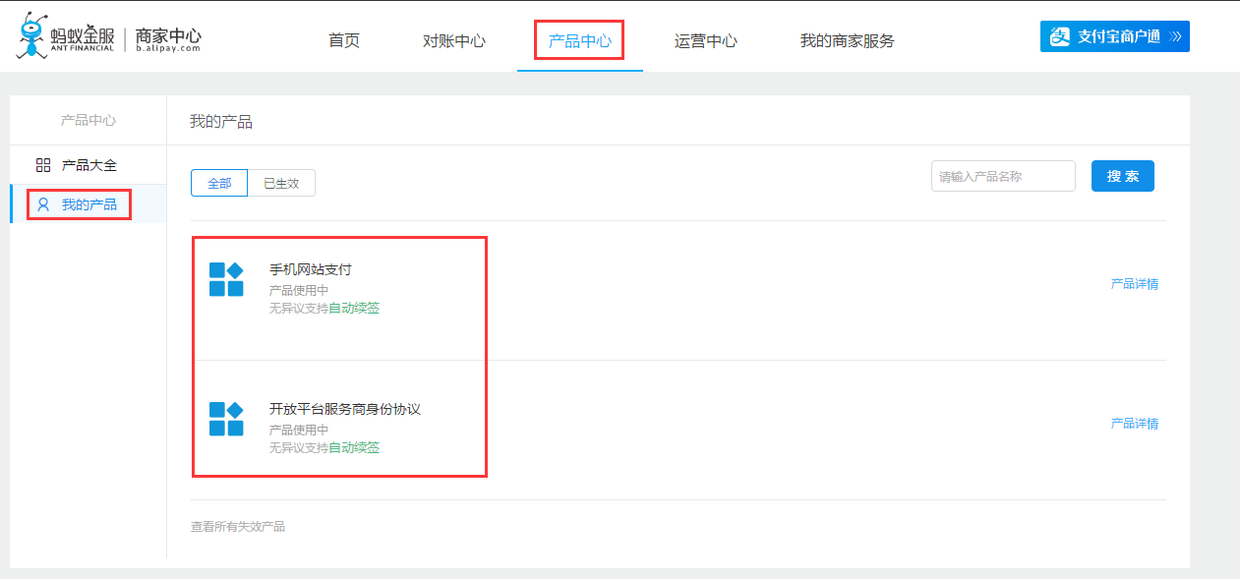 蚂蚁金服
ANT FINANCIAL
商家中心
b.alipay.com
首页
对账中心
产品中心
运营中心
我的商家服务
支付宝商户通
产品中心
产品大全
我的产品
我的产品
全部
已生效
请输入产品名称
搜 索
手机网站支付
产品使用中
无异议支持自动续签
产品详情
开放平台服务商身份协议
产品使用中
无异议支持自动续签
产品详情
查看所有失效产品